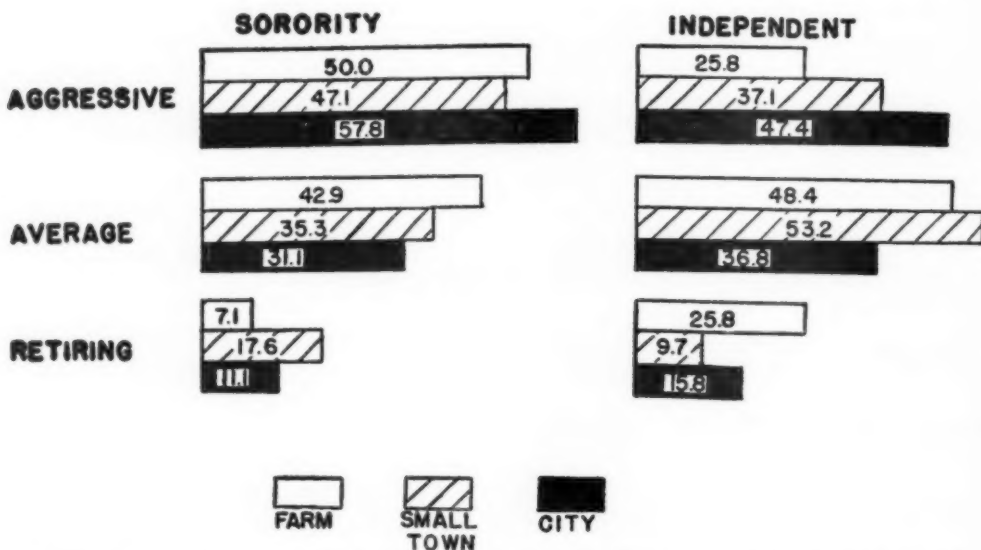 SORORITY INDEPENDENT
50.0 25.8
AGGRESSIVE 47.1 37.1
57.8 47.4
42.9 48.4
AVERAGE 35.3 53.2
31.1 36.8
7.1 25.8
RETIRING 17.6 9.7
11.1 15.8
FARM SMALL TOWN CITY